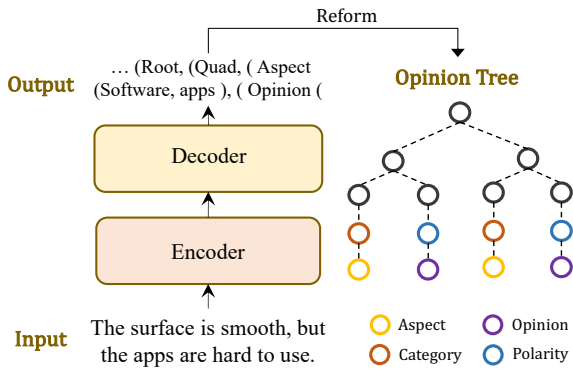 Reform
Output
… (Root, (Quad, ( Aspect
(Software, apps ), ( Opinion (
Opinion Tree
Decoder
Encoder
Input
The surface is smooth, but
the apps are hard to use.
Aspect
Opinion
Category
Polarity